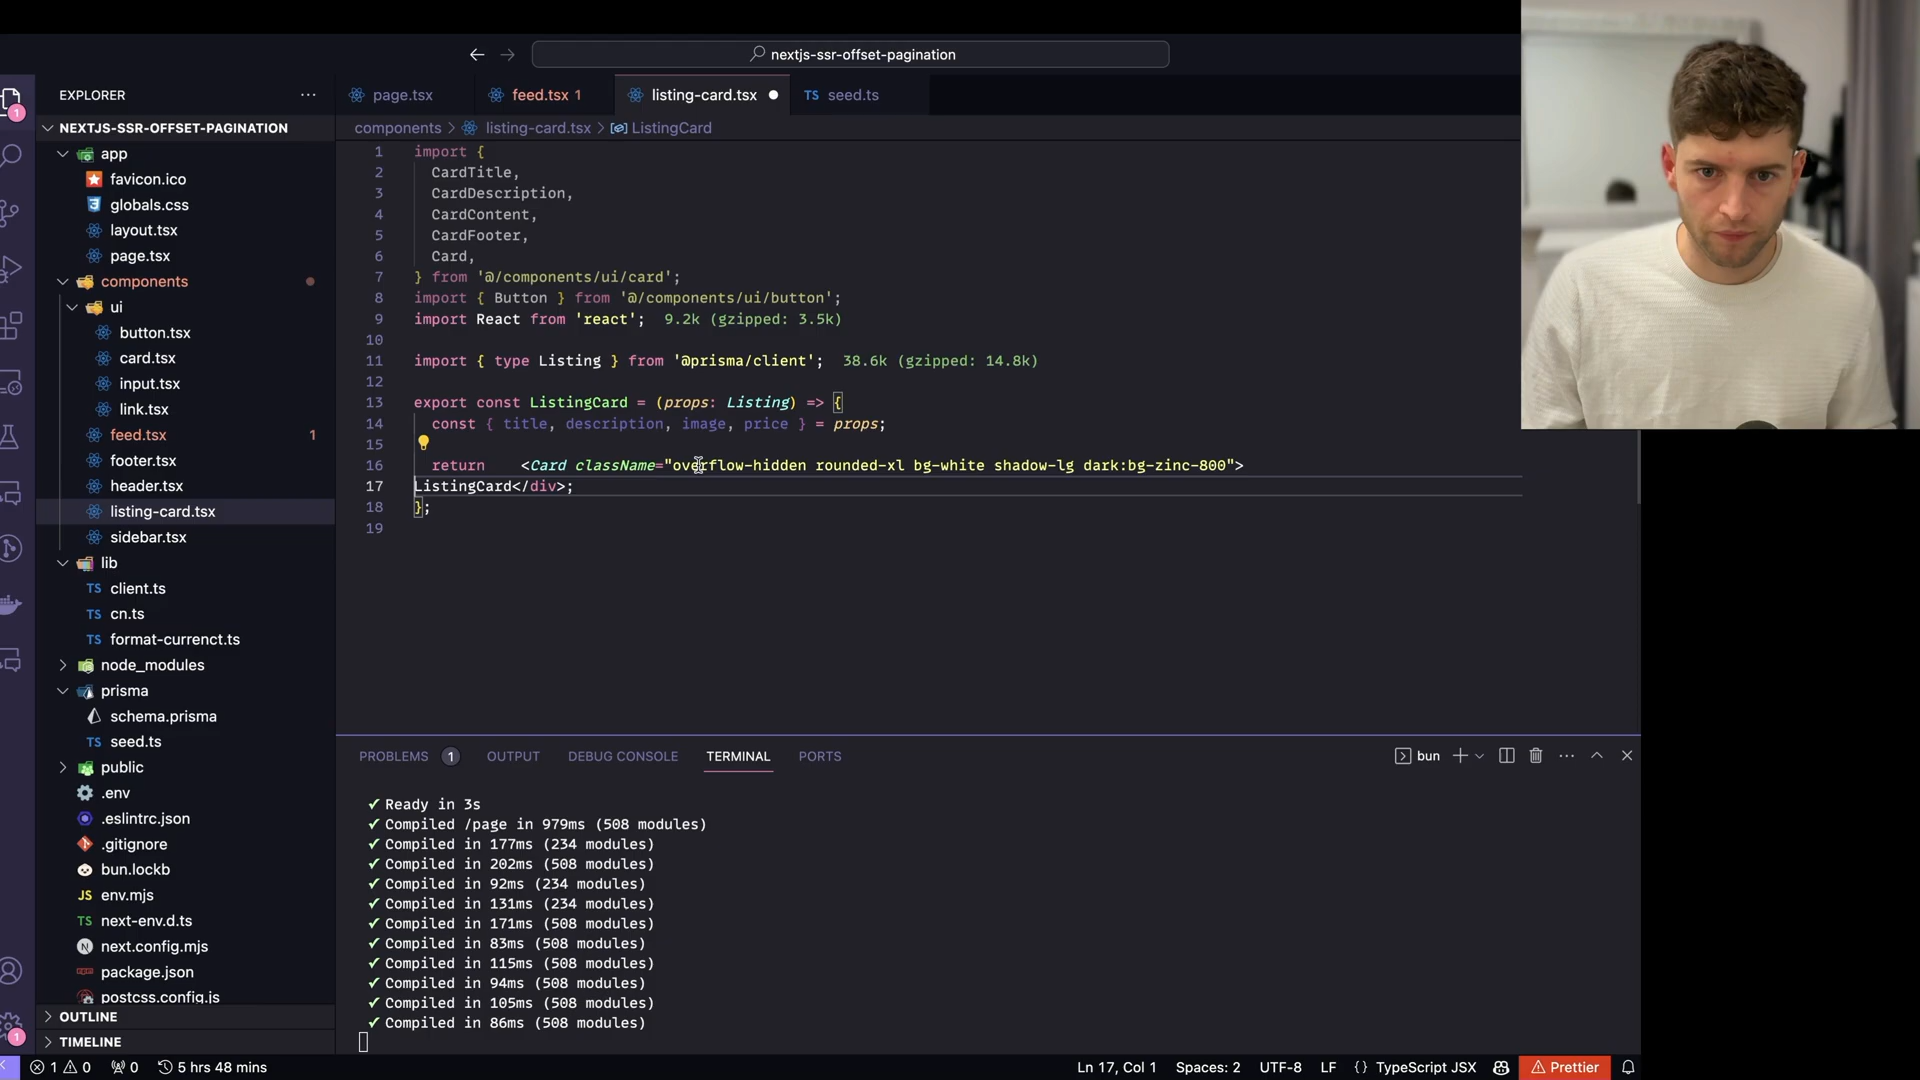 nextjs-ssr-offset-pagination
EXPLORER
page.tsx
feed.tsx 1
listing-card.tsx
TS seed.ts
components > listing-card.tsx > ListingCard
NEXTJS-SSR-OFFSET-PAGINATION
app
favicon.ico
globals.css
layout.tsx
page.tsx
components
ui
button.tsx
card.tsx
input.tsx
link.tsx
feed.tsx 1
footer.tsx
header.tsx
listing-card.tsx
sidebar.tsx
lib
TS client.ts
TS cn.ts
TS format-currenct.ts
node_modules
prisma
schema.prisma
TS seed.ts
public
.env
.eslintrc.json
.gitignore
bun.lockb
JS env.mjs
TS next-env.d.ts
N next.config.mjs
package.json
postcss.config.js
OUTLINE
TIMELINE
1
1
1 import {
2 CardTitle,
3 CardDescription,
4 CardContent,
5 CardFooter,
6 Card,
7 } from '@/components/ui/card';
8 import { Button } from '@/components/ui/button';
9 import React from 'react'; 9.2k (gzipped: 3.5k)
10
11 import { type Listing } from '@prisma/client'; 38.6k (gzipped: 14.8k)
12
13 export const ListingCard = (props: Listing) => {
14 const { title, description, image, price } = props;
15
16 return <Card className="overflow-hidden rounded-xl bg-white shadow-lg dark:bg-zinc-800">
17 ListingCard</div>;
18 };
19
PROBLEMS 1 OUTPUT DEBUG CONSOLE TERMINAL PORTS
bun
✓ Ready in 3s
✓ Compiled /page in 979ms (508 modules)
✓ Compiled in 177ms (234 modules)
✓ Compiled in 202ms (508 modules)
✓ Compiled in 92ms (234 modules)
✓ Compiled in 131ms (234 modules)
✓ Compiled in 171ms (508 modules)
✓ Compiled in 83ms (508 modules)
✓ Compiled in 115ms (508 modules)
✓ Compiled in 94ms (508 modules)
✓ Compiled in 105ms (508 modules)
✓ Compiled in 86ms (508 modules)
1 0 0 5 hrs 48 mins
Ln 17, Col 1 Spaces: 2 UTF-8 LF {} TypeScript JSX Prettier